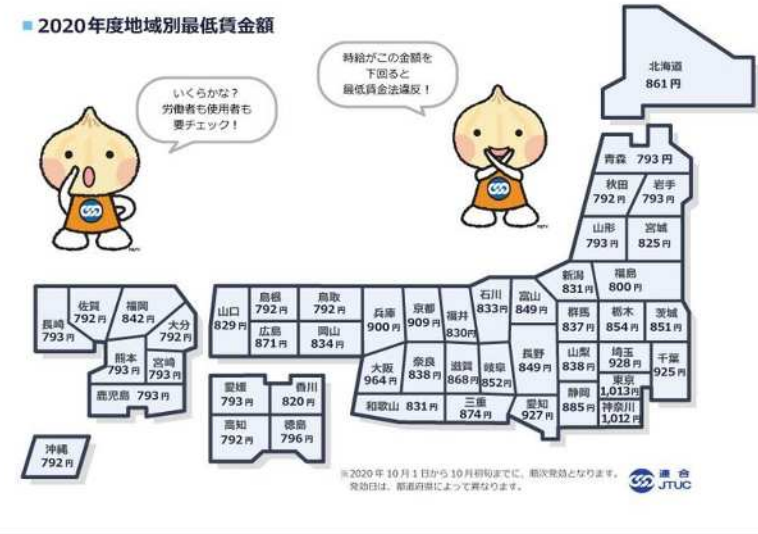 2020年度地域別最低賃金額
いくらかな？
労働者も使用者も
要チェック！
時給がこの金額を
下回ると
最低賃金法違反！
北海道
861円
青森 793円
秋田
792円
岩手
793円
山形
793円
宮城
825円
新潟
831円
福島
800円
長崎
793円
佐賀
792円
福岡
842円
大分
792円
熊本
793円
宮崎
793円
鹿児島 793円
沖縄
792円
山口
829円
島根
792円
鳥取
792円
広島
871円
岡山
834円
愛媛
793円
香川
820円
高知
792円
徳島
796円
兵庫
900円
京都
909円
福井
830円
石川
833円
富山
849円
大阪
964円
奈良
838円
滋賀
868円
岐阜
852円
和歌山 831円
三重
874円
長野
849円
愛知
927円
群馬
837円
栃木
854円
茨城
851円
山梨
838円
埼玉
928円
千葉
925円
東京
1,013円
静岡
885円
神奈川
1,012円
※2020年10月1日から10月初旬までに、順次発効となります。
発効日は、都道府県によって異なります。
連合
JTUC